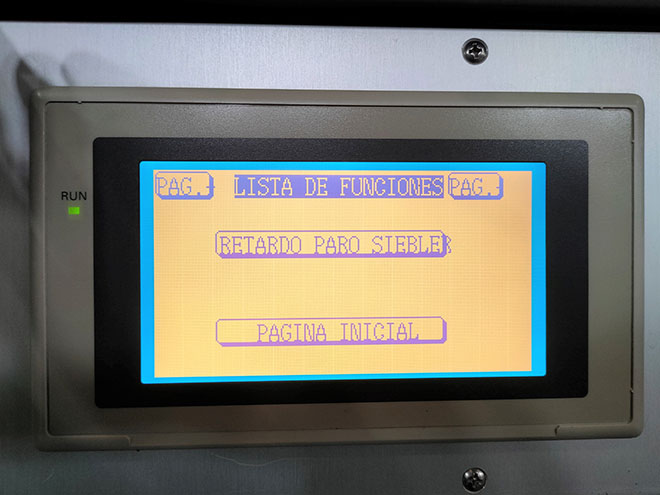 RUN
PAG.- LISTA DE FUNCIONES PAG.
RETARDO PARO SIEBLER
PAGINA INICIAL